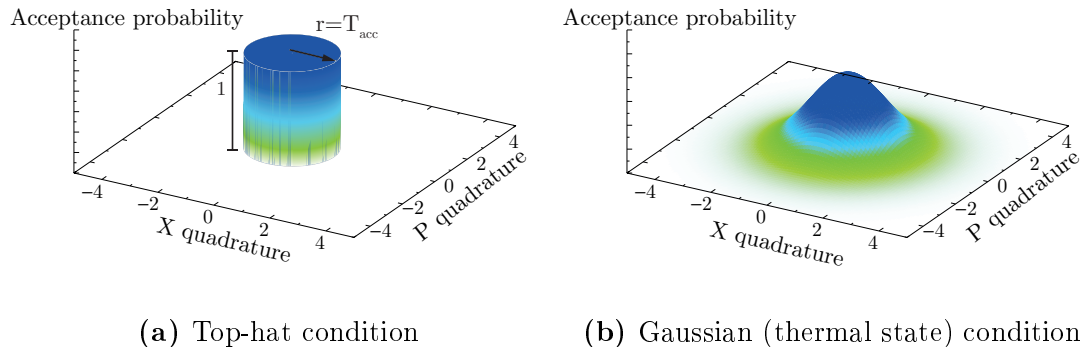 Acceptance probability
r=T_acc
1
−4
−2
0
2
4
X quadrature
−4
−2
0
2
4
P quadrature
(a) Top-hat condition
Acceptance probability
−4
−2
0
2
4
X quadrature
−4
−2
0
2
4
P quadrature
(b) Gaussian (thermal state) condition